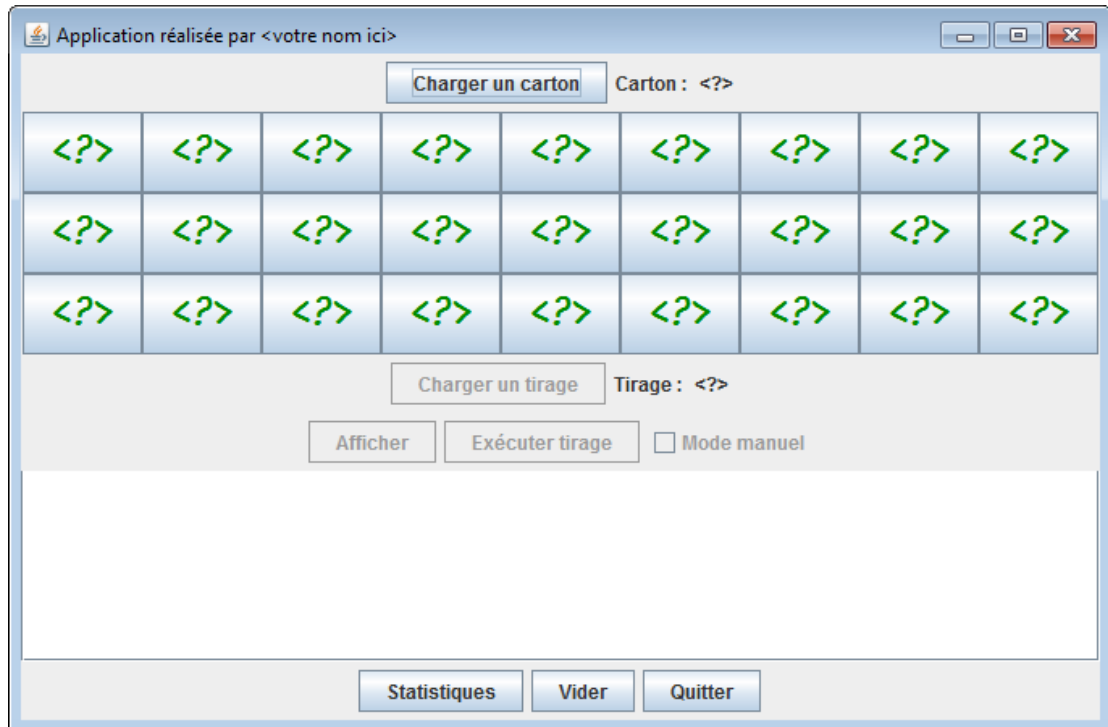 Application réalisée par <votre nom ici>
Charger un carton Carton : <?>
<?> <?> <?> <?> <?> <?> <?> <?> <?>
<?> <?> <?> <?> <?> <?> <?> <?> <?>
<?> <?> <?> <?> <?> <?> <?> <?> <?>
Charger un tirage Tirage : <?>
Afficher Exécuter tirage Mode manuel
Statistiques Vider Quitter